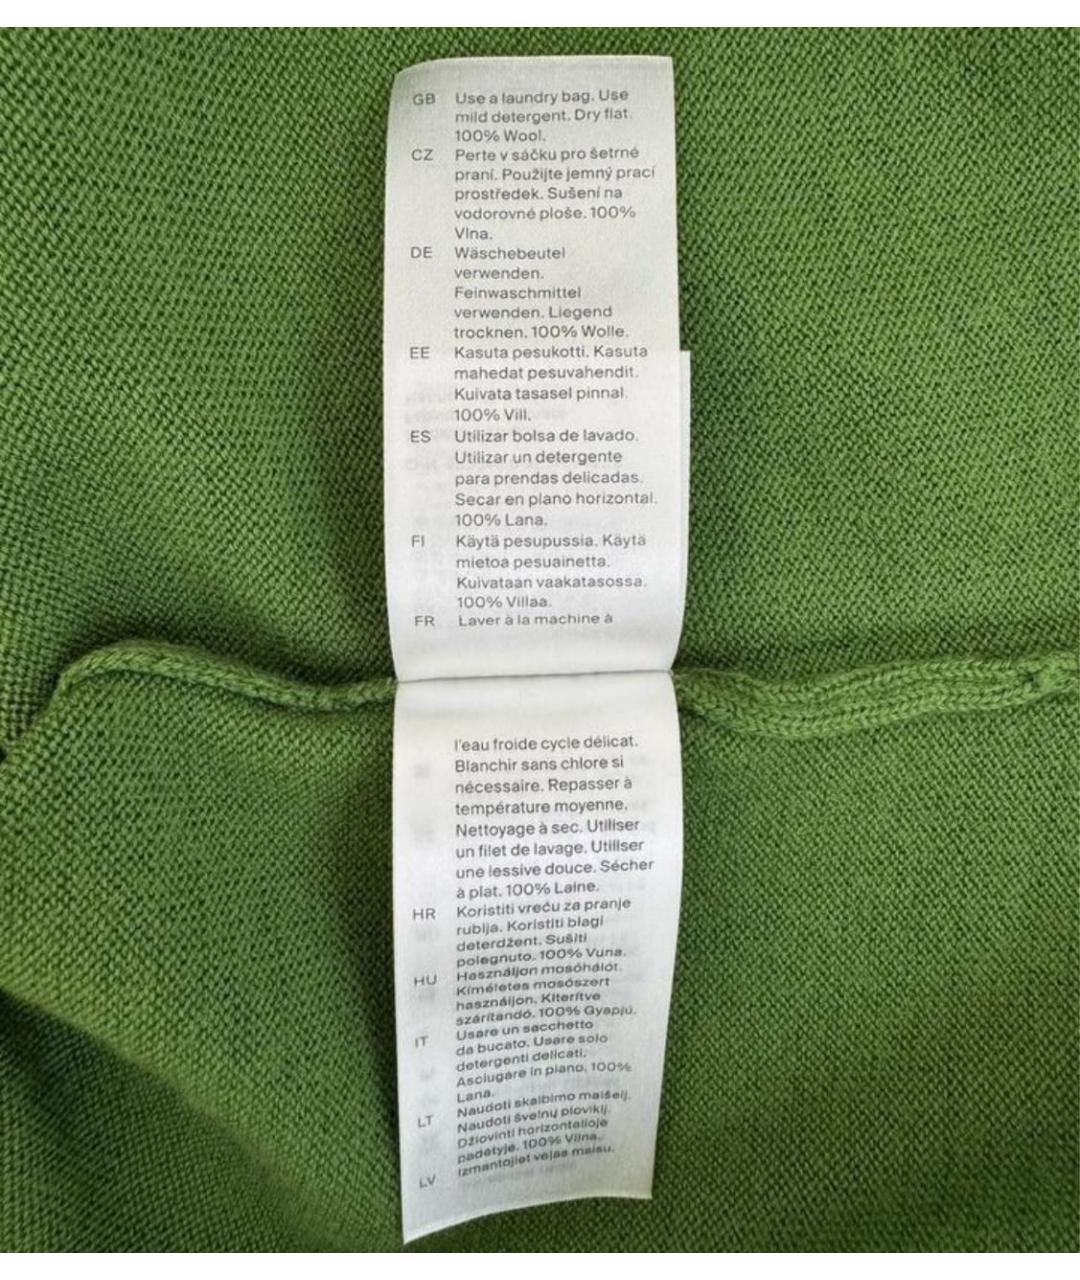 GB Use a laundry bag. Use
mild detergent. Dry flat.
100% Wool.
CZ Perte v sáčku pro šetrné
praní. Použijte jemný prací
prostředek. Sušení na
vodorovné ploše. 100%
Vlna.
DE Wäschebeutel
verwenden.
Feinwaschmittel
verwenden. Liegend
trocknen. 100% Wolle.
EE Kasuta pesukotti. Kasuta
mahedat pesuvahendit.
Kuivata tasasel pinnal.
100% Vill.
ES Utilizar bolsa de lavado.
Utilizar un detergente
para prendas delicadas.
Secar en plano horizontal.
100% Lana.
FI Käytä pesupussia. Käytä
mietoa pesuainetta.
Kuivataan vaakatasossa.
100% Villaa.
FR Laver à la machine à
l'eau froide cycle délicat.
Blanchir sans chlore si
nécessaire. Repasser à
température moyenne.
Nettoyage à sec. Utiliser
un filet de lavage. Utiliser
une lessive douce. Sécher
à plat. 100% Laine.
HR Koristiti vreću za pranje
rublja. Koristiti blagi
deterdžent. Sušiti
polegnuto. 100% Vuna.
HU Használjon mosóhálót.
Kíméletes mosószert
használjon. Kiterítve
szárítandó. 100% Gyapjú.
IT Usare un sacchetto
da bucato. Usare solo
detergenti delicati.
Asciugare in piano. 100%
Lana.
LT Naudoti skalbimo maišelį.
Naudoti švelnų ploviklį.
Džiovinti horizontalioje
padėtyje. 100% Vilna.
LV Izmantojiet veļas maisu.